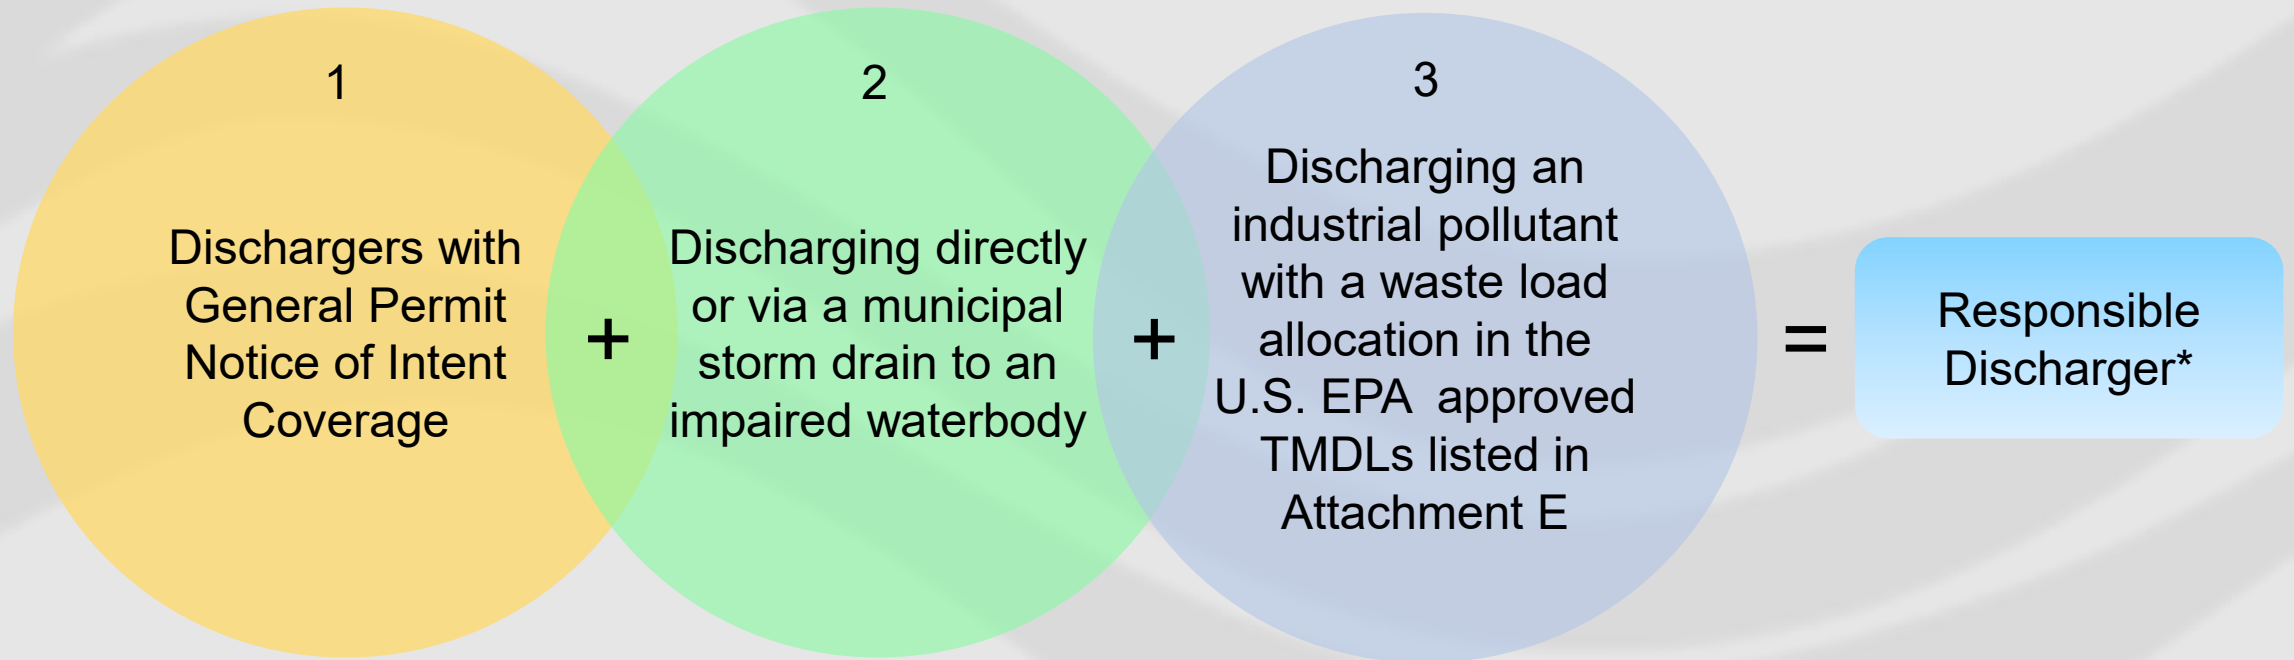 1
Dischargers with
General Permit
Notice of Intent
Coverage
+
2
Discharging directly
or via a municipal
storm drain to an
impaired waterbody
+
3
Discharging an
industrial pollutant
with a waste load
allocation in the
U.S. EPA  approved
TMDLs listed in
Attachment E
=
Responsible
Discharger*